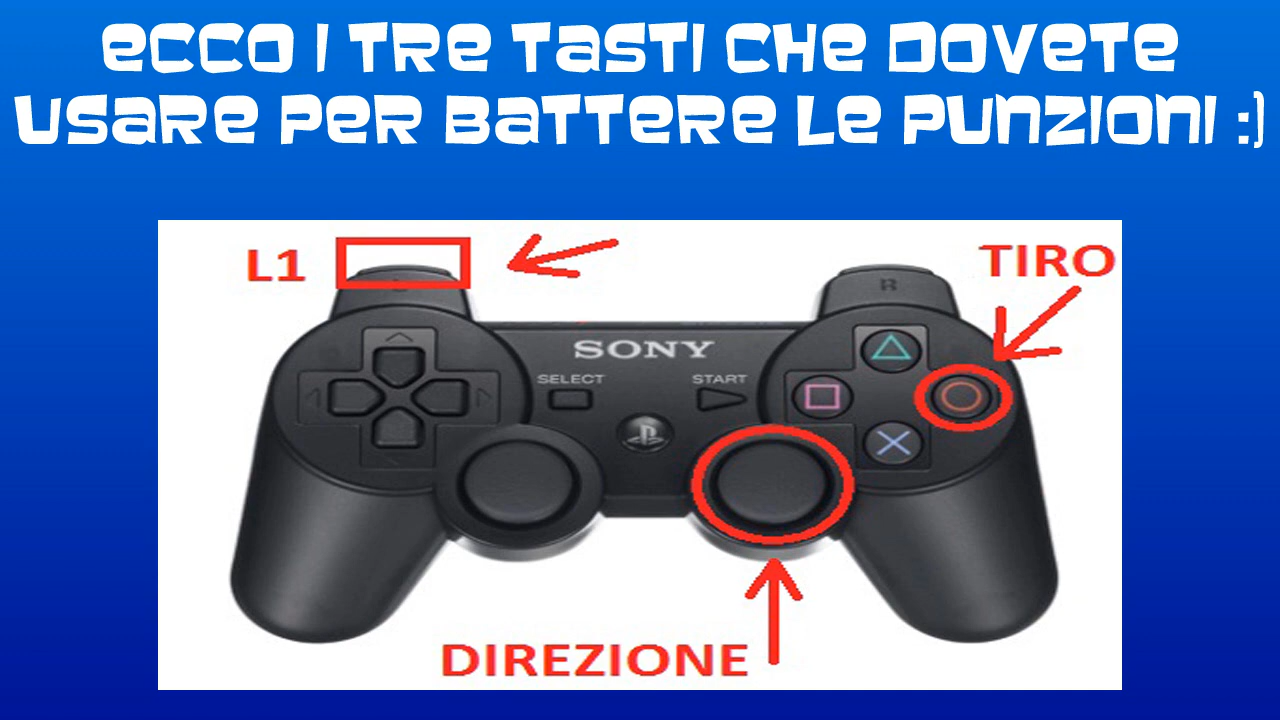 ECCO I TRE TASTI CHE DOVETE
USARE PER BATTERE LE PUNZIONI :)
L1
TIRO
R
SONY
SELECT
START
DIREZIONE